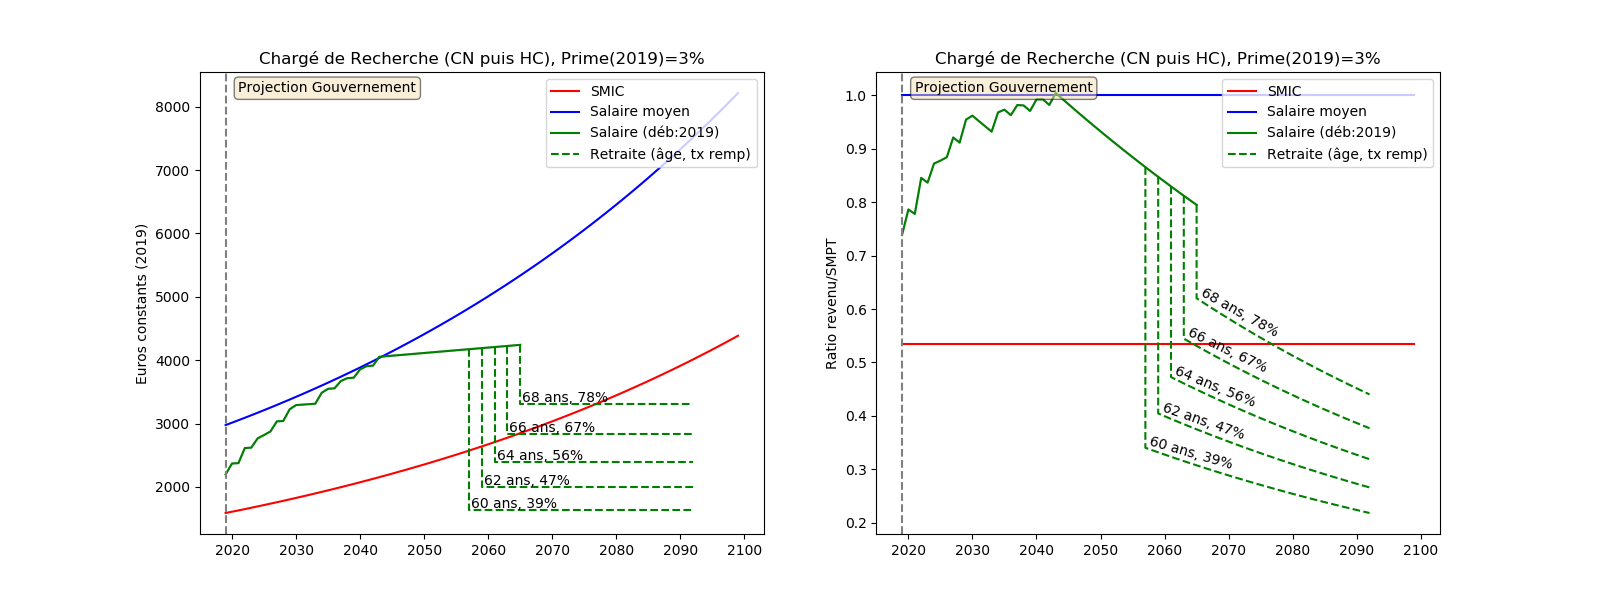 Chargé de Recherche (CN puis HC), Prime(2019)=3%
Projection Gouvernement
SMIC
Salaire moyen
Salaire (déb:2019)
Retraite (âge, tx remp)
Euros constants (2019)
8000
7000
6000
5000
4000
3000
2000
68 ans, 78%
66 ans, 67%
64 ans, 56%
62 ans, 47%
60 ans, 39%
2020 2030 2040 2050 2060 2070 2080 2090 2100
Chargé de Recherche (CN puis HC), Prime(2019)=3%
Projection Gouvernement
SMIC
Salaire moyen
Salaire (déb:2019)
Retraite (âge, tx remp)
Ratio revenu/SMPT
1.0
0.9
0.8
0.7
0.6
0.5
0.4
0.3
0.2
68 ans, 78%
66 ans, 67%
64 ans, 56%
62 ans, 47%
60 ans, 39%
2020 2030 2040 2050 2060 2070 2080 2090 2100